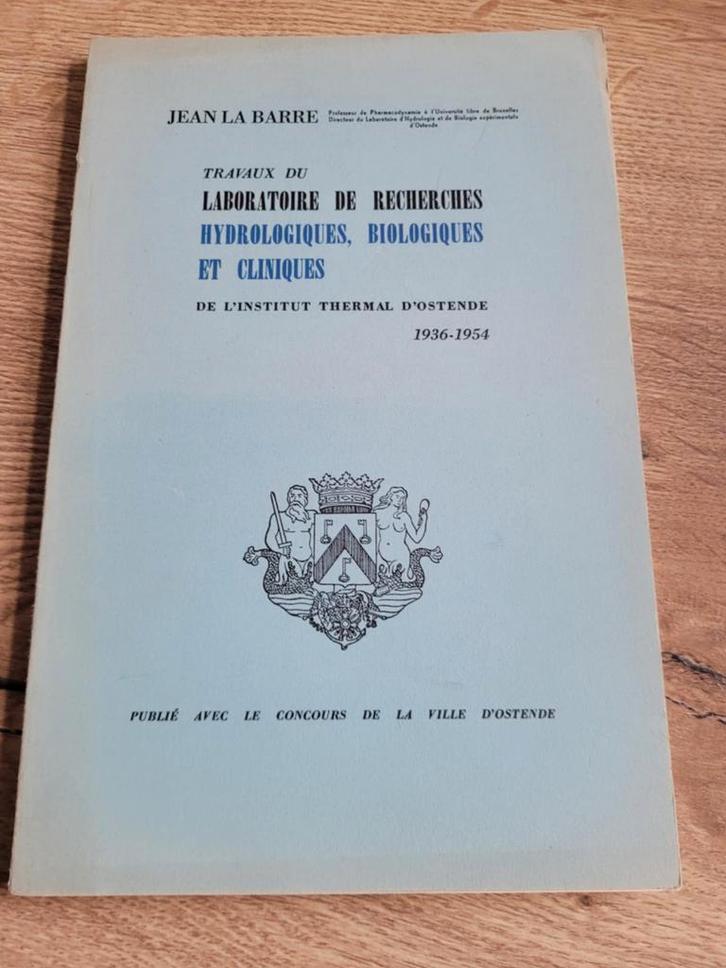 JEAN LA BARRE
Professeur de Pharmacodynamie à l'Université libre de Bruxelles
Directeur du Laboratoire d'Hydrologie et de Biologie expérimentale
d'Ostende
TRAVAUX DU
LABORATOIRE DE RECHERCHES
HYDROLOGIQUES, BIOLOGIQUES
ET CLINIQUES
DE L'INSTITUT THERMAL D'OSTENDE
1936-1954
PUBLIÉ AVEC LE CONCOURS DE LA VILLE D'OSTENDE